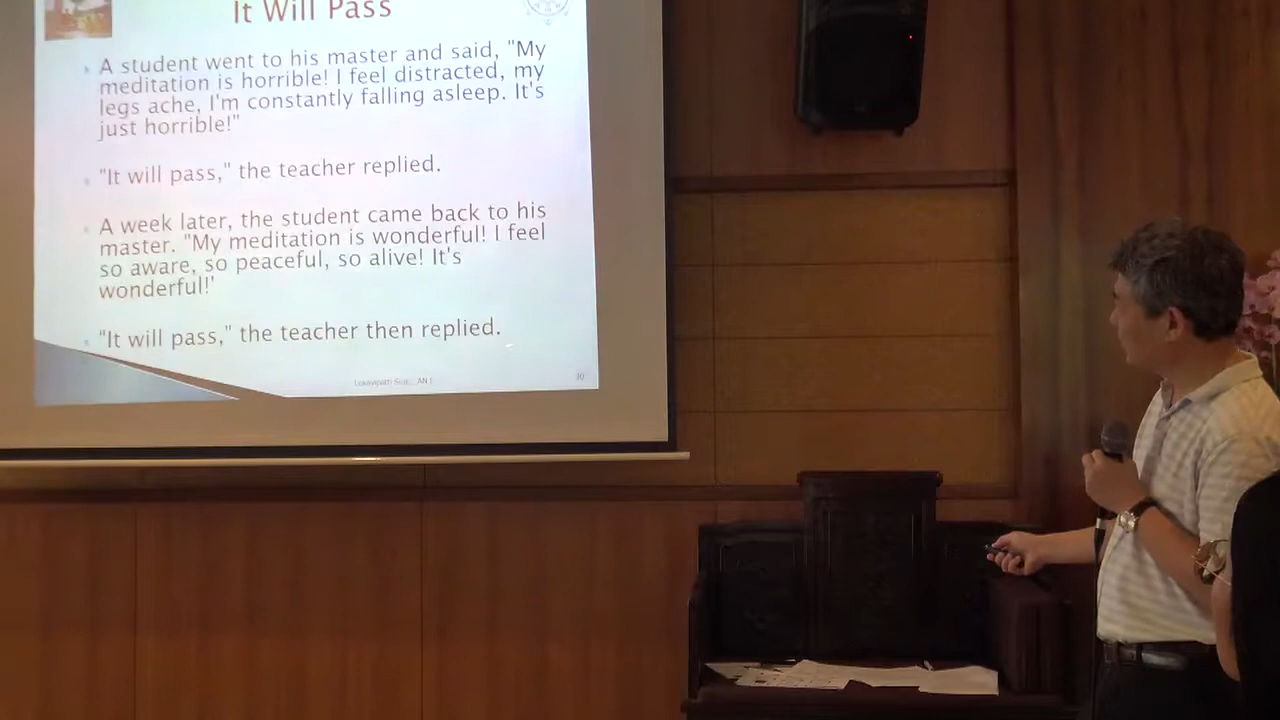 It Will Pass
A student went to his master and said, "My
meditation is horrible! I feel distracted, my
legs ache, I'm constantly falling asleep. It's
just horrible!"
"It will pass," the teacher replied.
A week later, the student came back to his
master. "My meditation is wonderful! I feel
so aware, so peaceful, so alive! It's
wonderful!'
"It will pass," the teacher then replied.